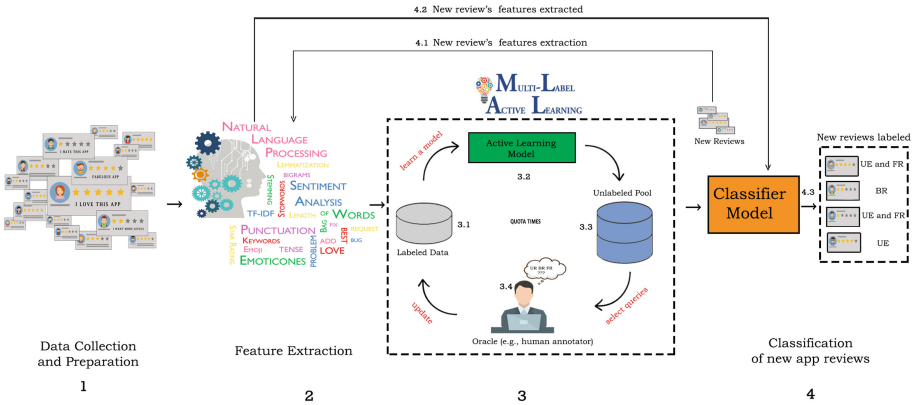 4.2 New review's features extracted
4.1 New review's features extraction
MULTI-LABEL
ACTIVE LEARNING
New Reviews
New reviews labeled
I HATE THIS APP
FABULOUS APP
I LOVE THIS APP
I WANT MORE LEVELS
NATURAL
LANGUAGE
PROCESSING
LEMMATIZATION
BIGRAMS
STEMMING
STOPWORDS
SENTIMENT
ANALYSIS
TF-IDF
LENGTH
BAG OF WORDS
STAR RATING
PUNCTUATION
FIX
REQUEST
KEYWORDS
PROBLEM
ADD
BEST
BUG
EMOJI
TENSE
LOVE
EMOTICONES
learn a model
Active Learning
Model
3.2
Unlabeled Pool
3.1
QUOTA TIMES
3.3
Labeled Data
UR BR FR
???
3.4
update
select queries
Oracle (e.g., human annotator)
Classifier
Model
4.3
UE and FR
BR
UE and FR
UE
Data Collection
and Preparation
Feature Extraction
Classification
of new app reviews
1
2
3
4